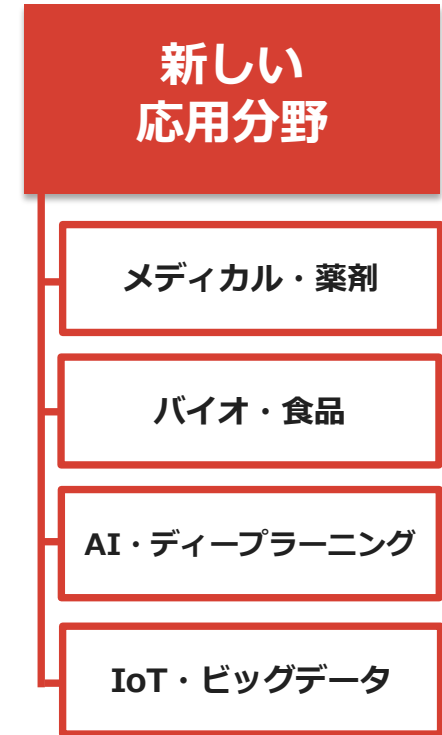 新しい
応用分野
メディカル・薬剤
バイオ・食品
AI・ディープラーニング
IoT・ビッグデータ